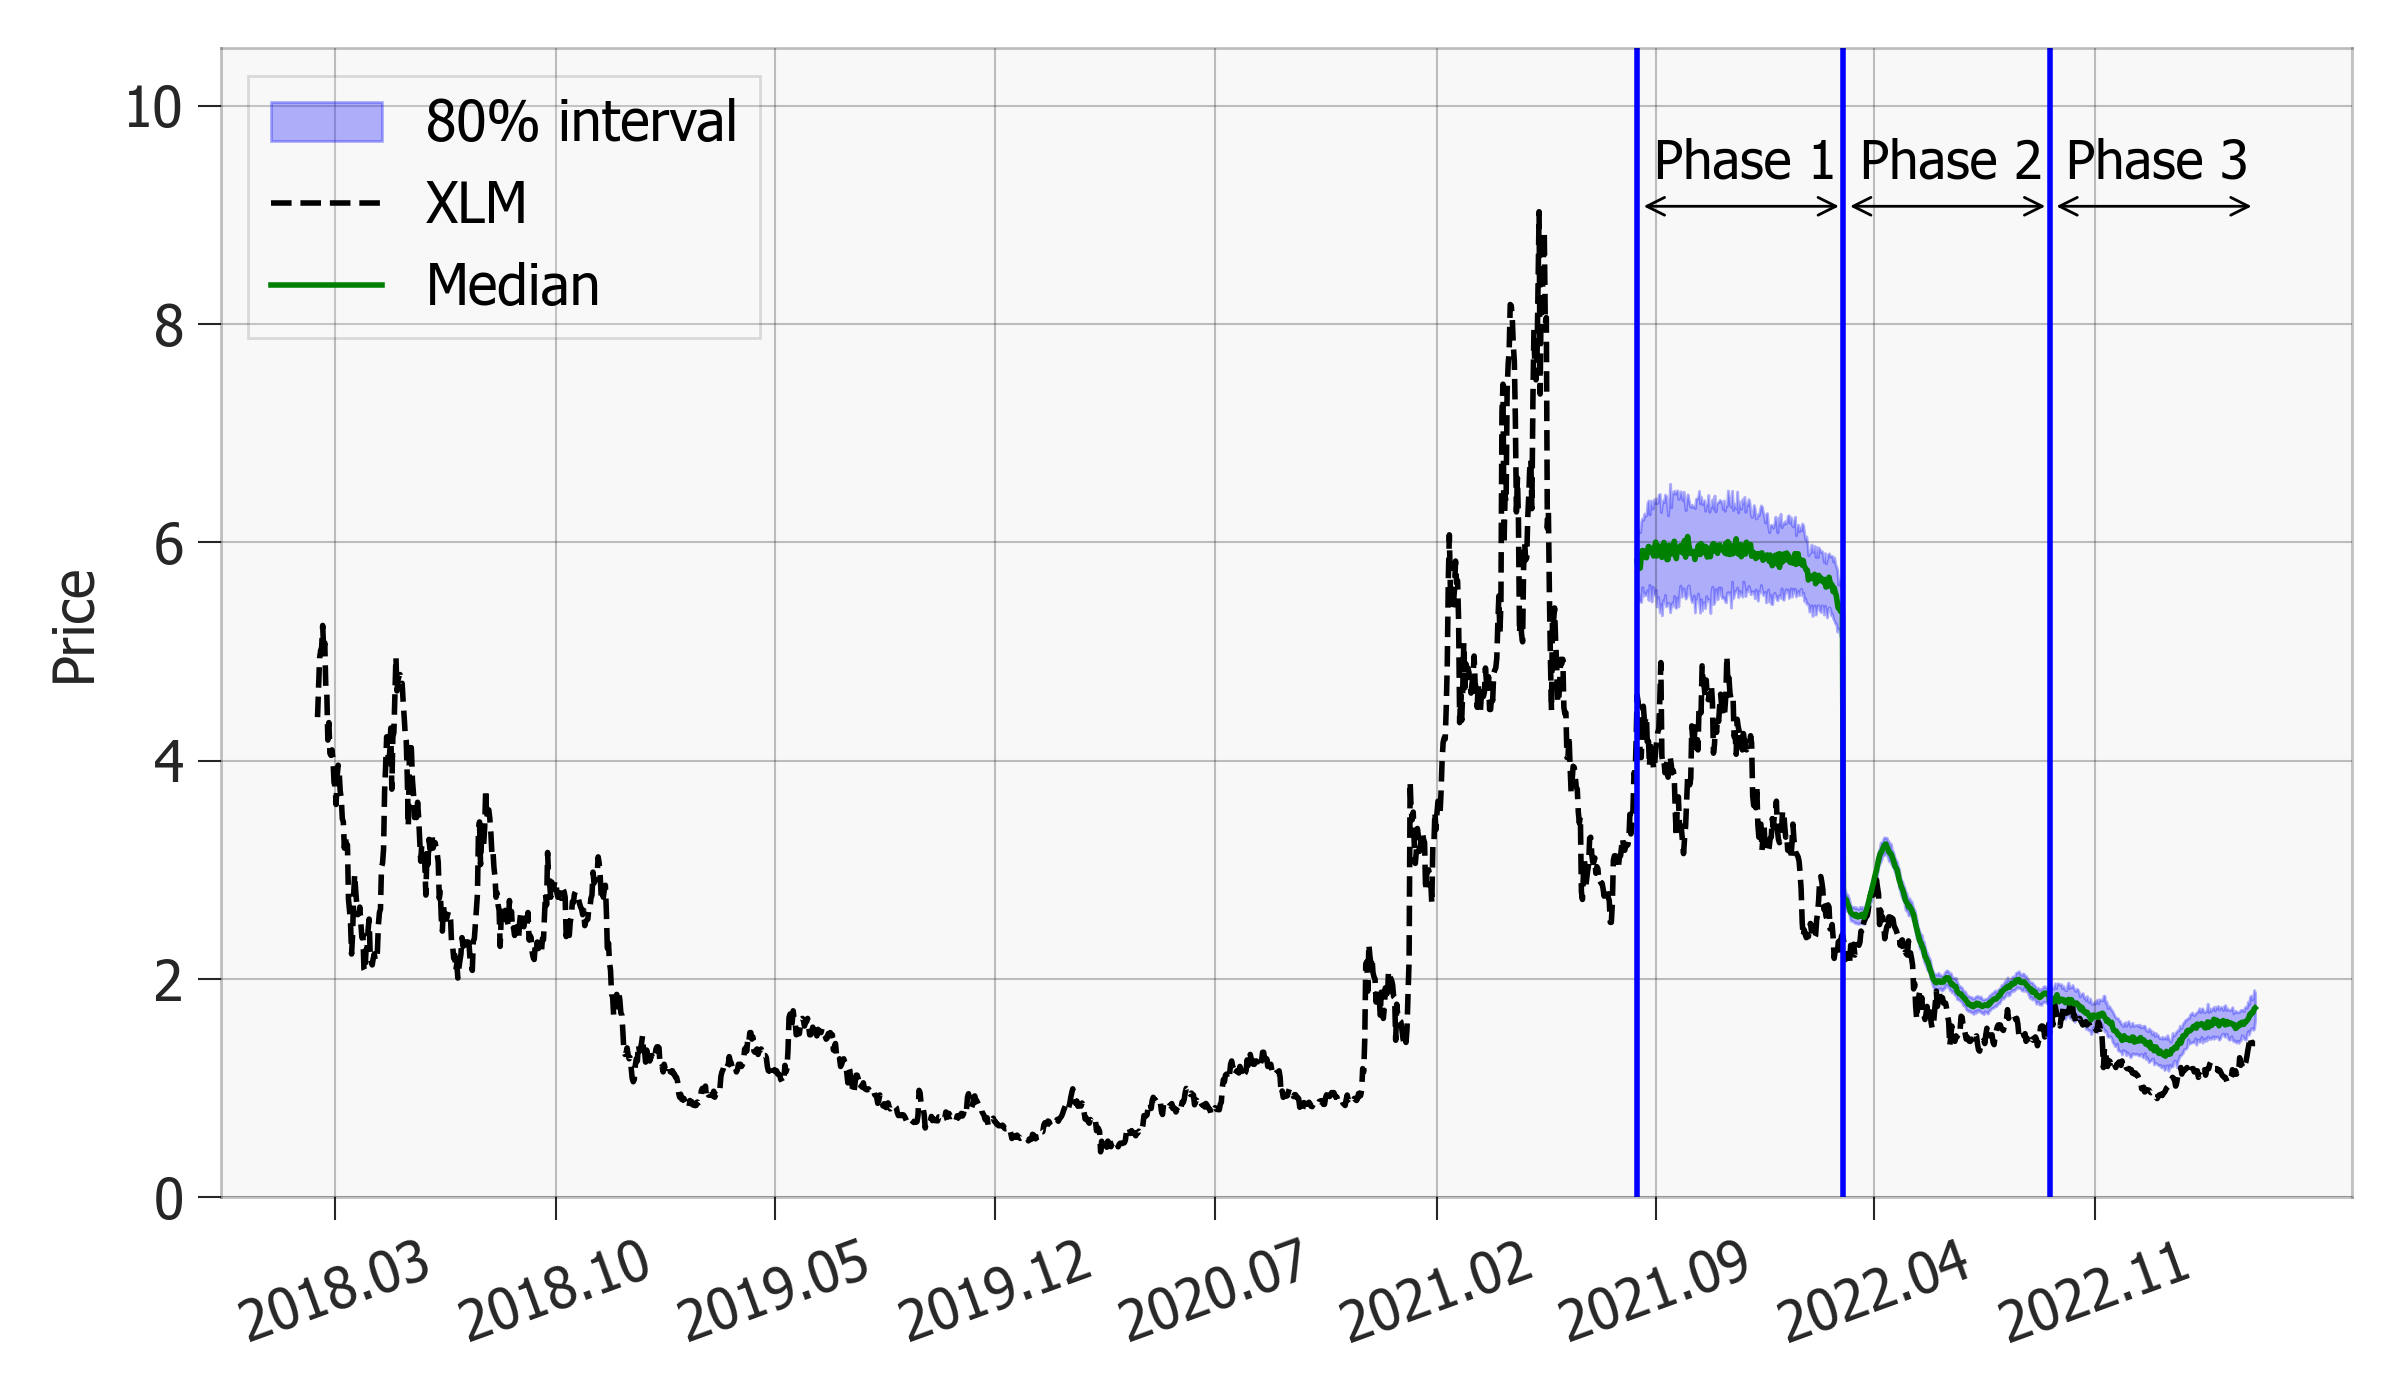 80% interval
XLM
Median
Phase 1
Phase 2
Phase 3
Price
10
8
6
4
2
0
2018.03
2018.10
2019.05
2019.12
2020.07
2021.02
2021.09
2022.04
2022.11